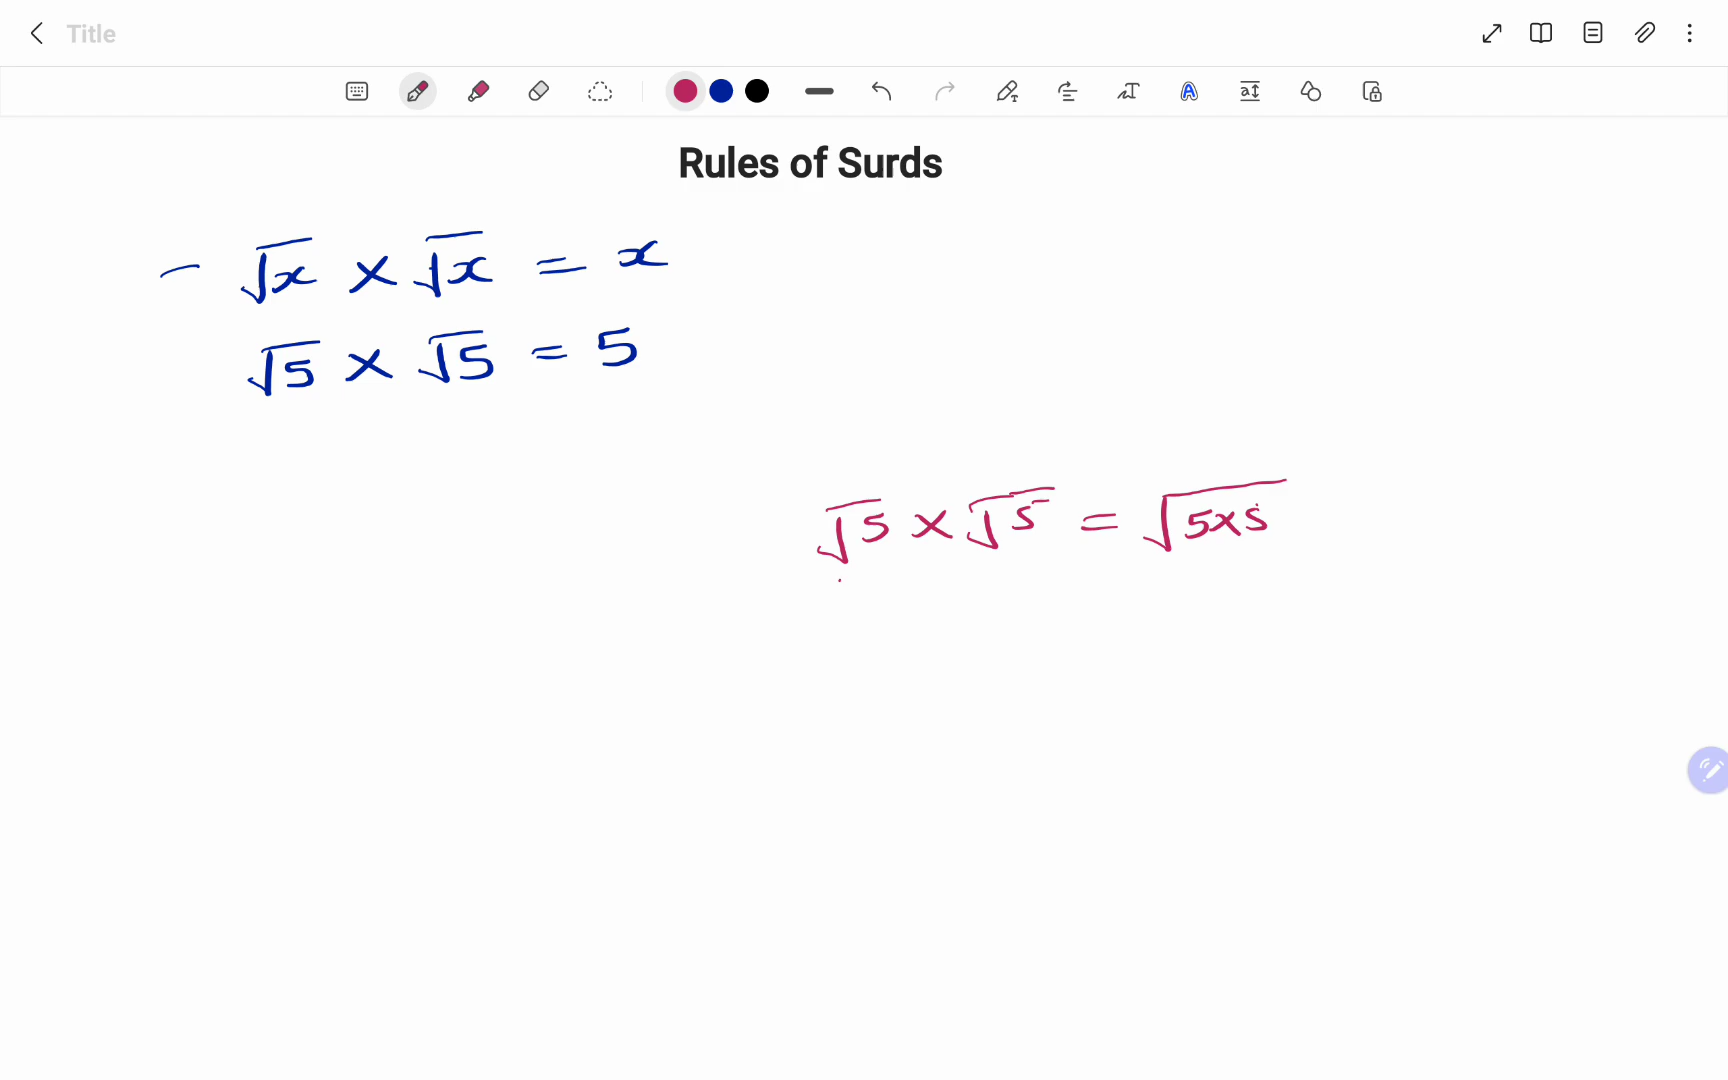 Title
Rules of Surds
- √x × √x = x
√5 × √5 = 5
√5 × √5 = √5×5